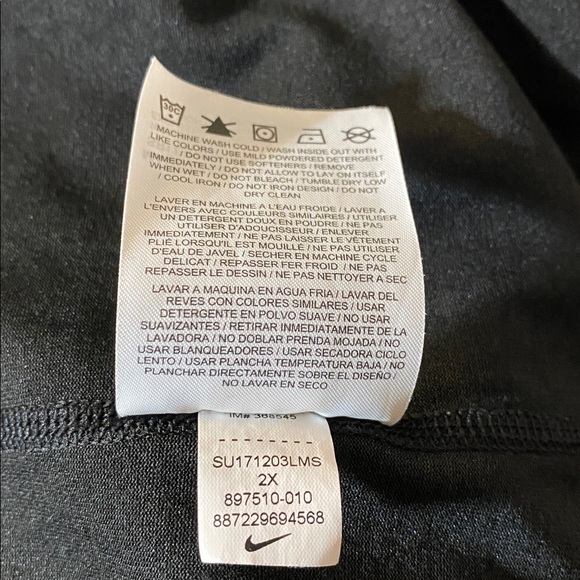 30C
MACHINE WASH COLD / WASH INSIDE OUT WITH
LIKE COLORS / USE MILD POWDERED DETERGENT
/ DO NOT USE SOFTENERS / REMOVE
IMMEDIATELY / DO NOT ALLOW TO LAY ON ITSELF
WHEN WET / DO NOT BLEACH / TUMBLE DRY LOW
/ COOL IRON / DO NOT IRON DESIGN / DO NOT
DRY CLEAN
LAVER EN MACHINE A L'EAU FROIDE / LAVER A
L'ENVERS AVEC COULEURS SIMILAIRES / UTILISER
UN DETERGENT DOUX EN POUDRE / NE PAS
UTILISER D'ADOUCISSEUR / ENLEVER
IMMEDIATEMENT / NE PAS LAISSER LE VÊTEMENT
PLIÉ LORSQU'IL EST MOUILLÉ / NE PAS UTILISER
D'EAU DE JAVEL / SECHER EN MACHINE CYCLE
DELICAT / REPASSER FER FROID / NE PAS
REPASSER LE DESSIN / NE PAS NETTOYER A SEC
LAVAR A MAQUINA EN AGUA FRIA / LAVAR DEL
REVES CON COLORES SIMILARES / USAR
DETERGENTE EN POLVO SUAVE / NO USAR
SUAVIZANTES / RETIRAR INMEDIATAMENTE DE LA
LAVADORA / NO DOBLAR PRENDA MOJADA / NO
USAR BLANQUEADORES / USAR SECADORA CICLO
LENTO / USAR PLANCHA TEMPERATURA BAJA / NO
PLANCHAR DIRECTAMENTE SOBRE EL DISEÑO /
NO LAVAR EN SECO
IM# 368545
SU171203LMS
2X
897510-010
887229694568